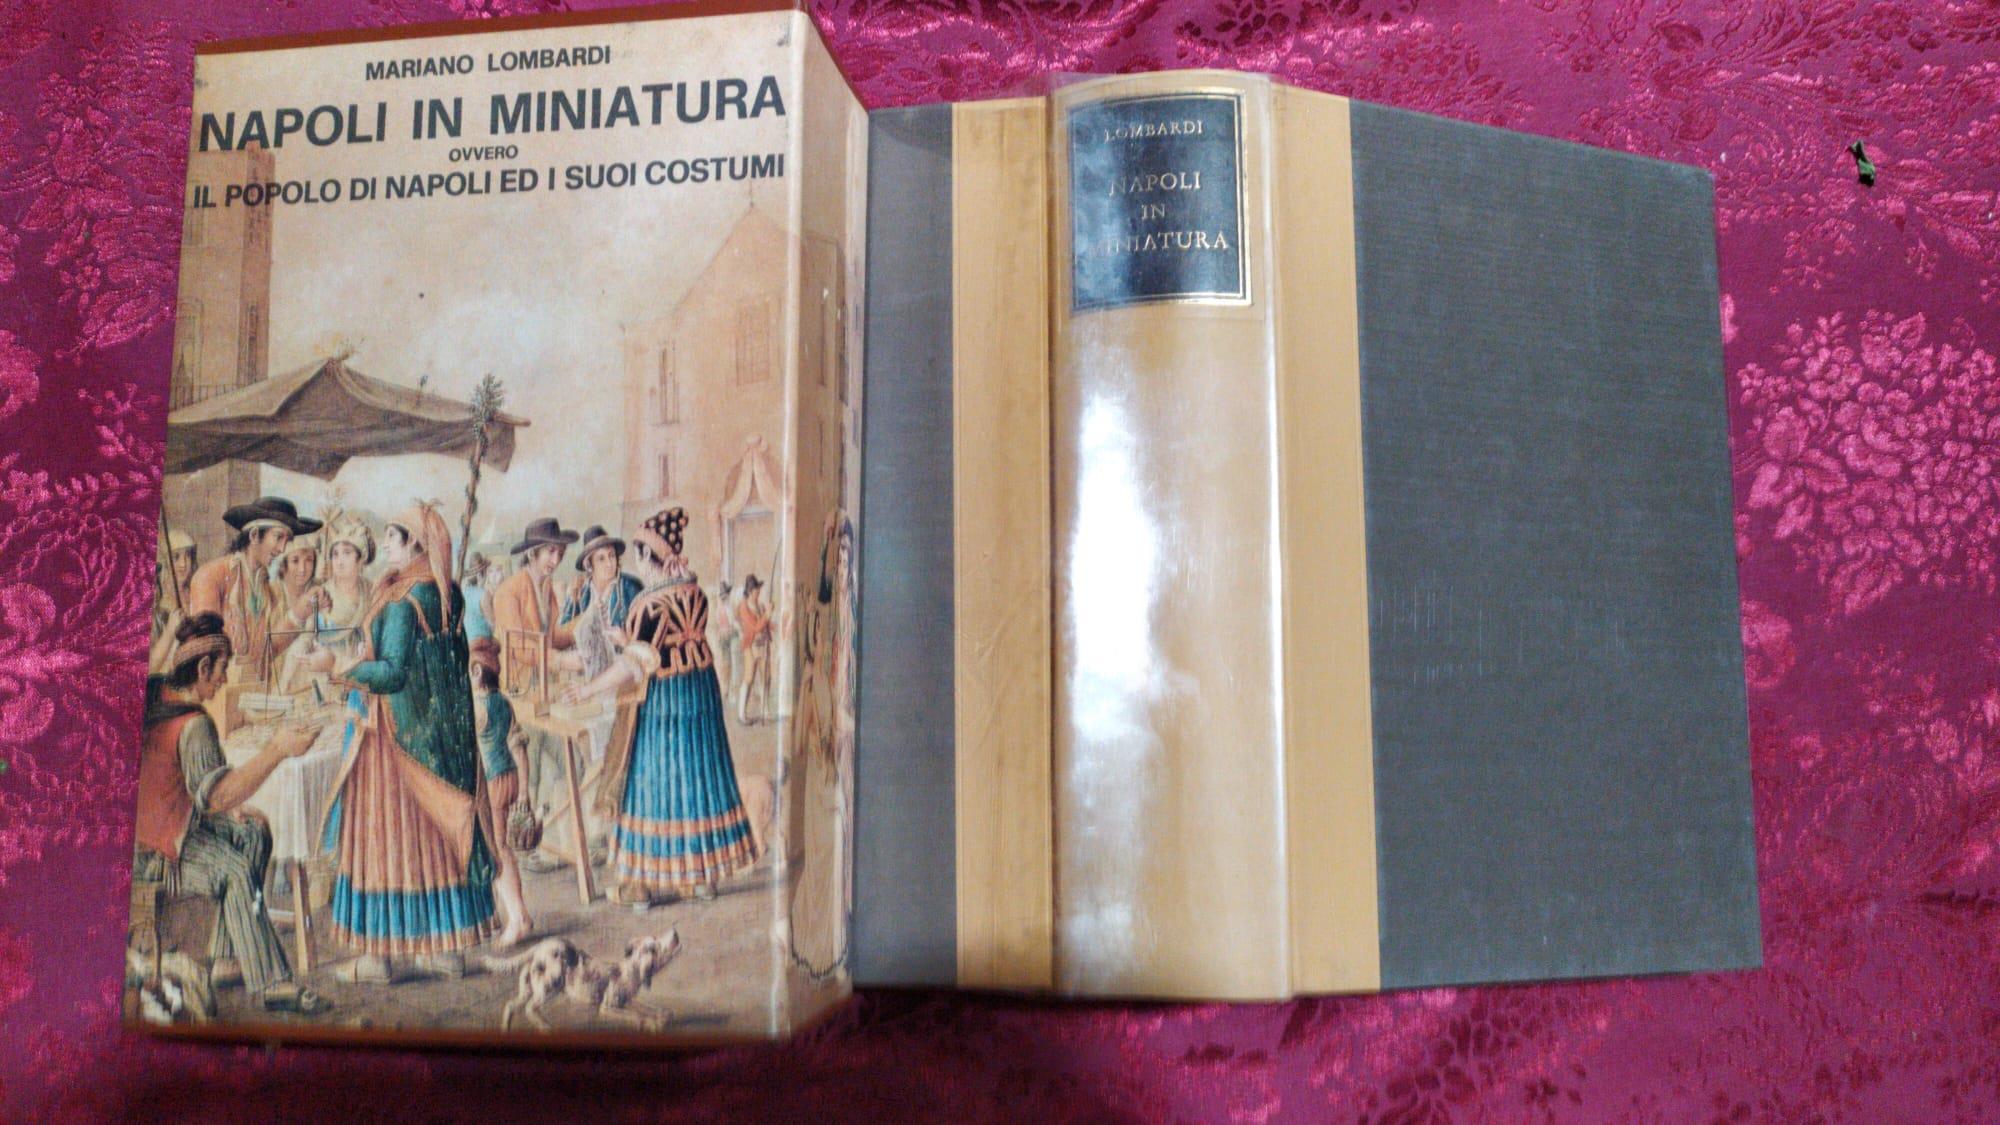 MARIANO LOMBARDI
NAPOLI IN MINIATURA
OVVERO
IL POPOLO DI NAPOLI ED I SUOI COSTUMI
LOMBARDI
NAPOLI
IN
MINIATURA